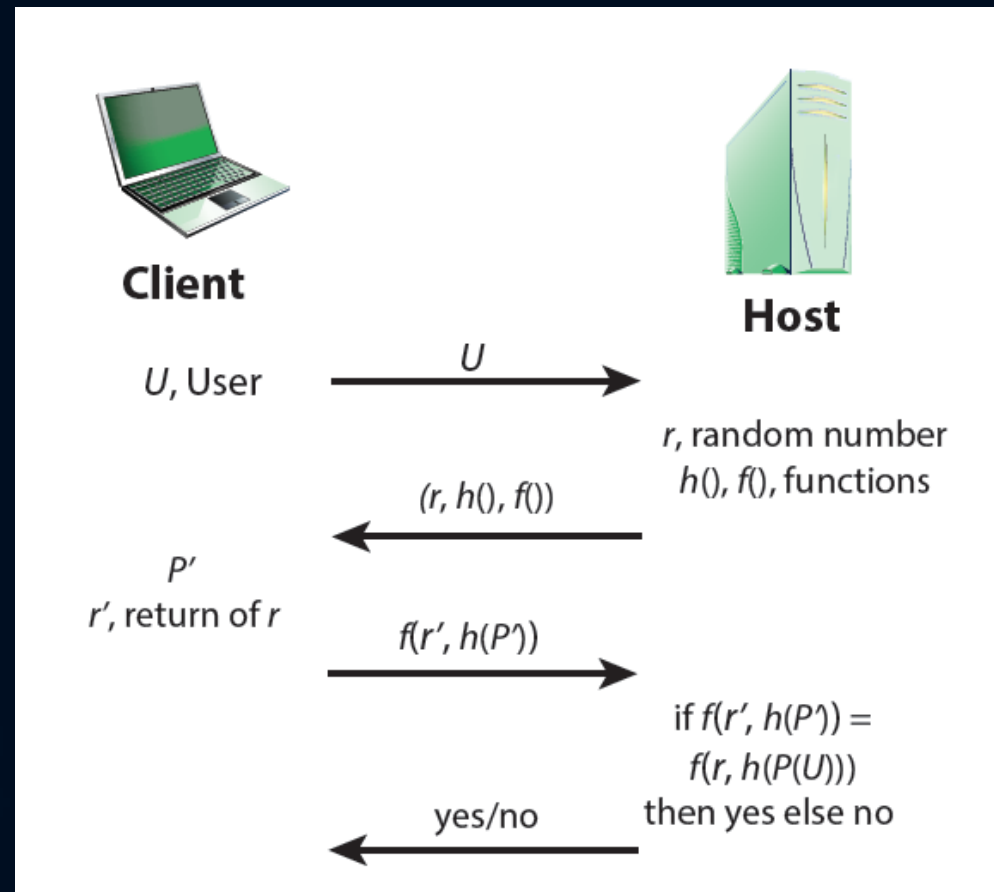 Client
Host
U, User
U
r, random number
h(), f(), functions
(r, h(), f())
P′
r′, return of r
f(r′, h(P′))
if f(r′, h(P′)) =
f(r, h(P(U)))
then yes else no
yes/no